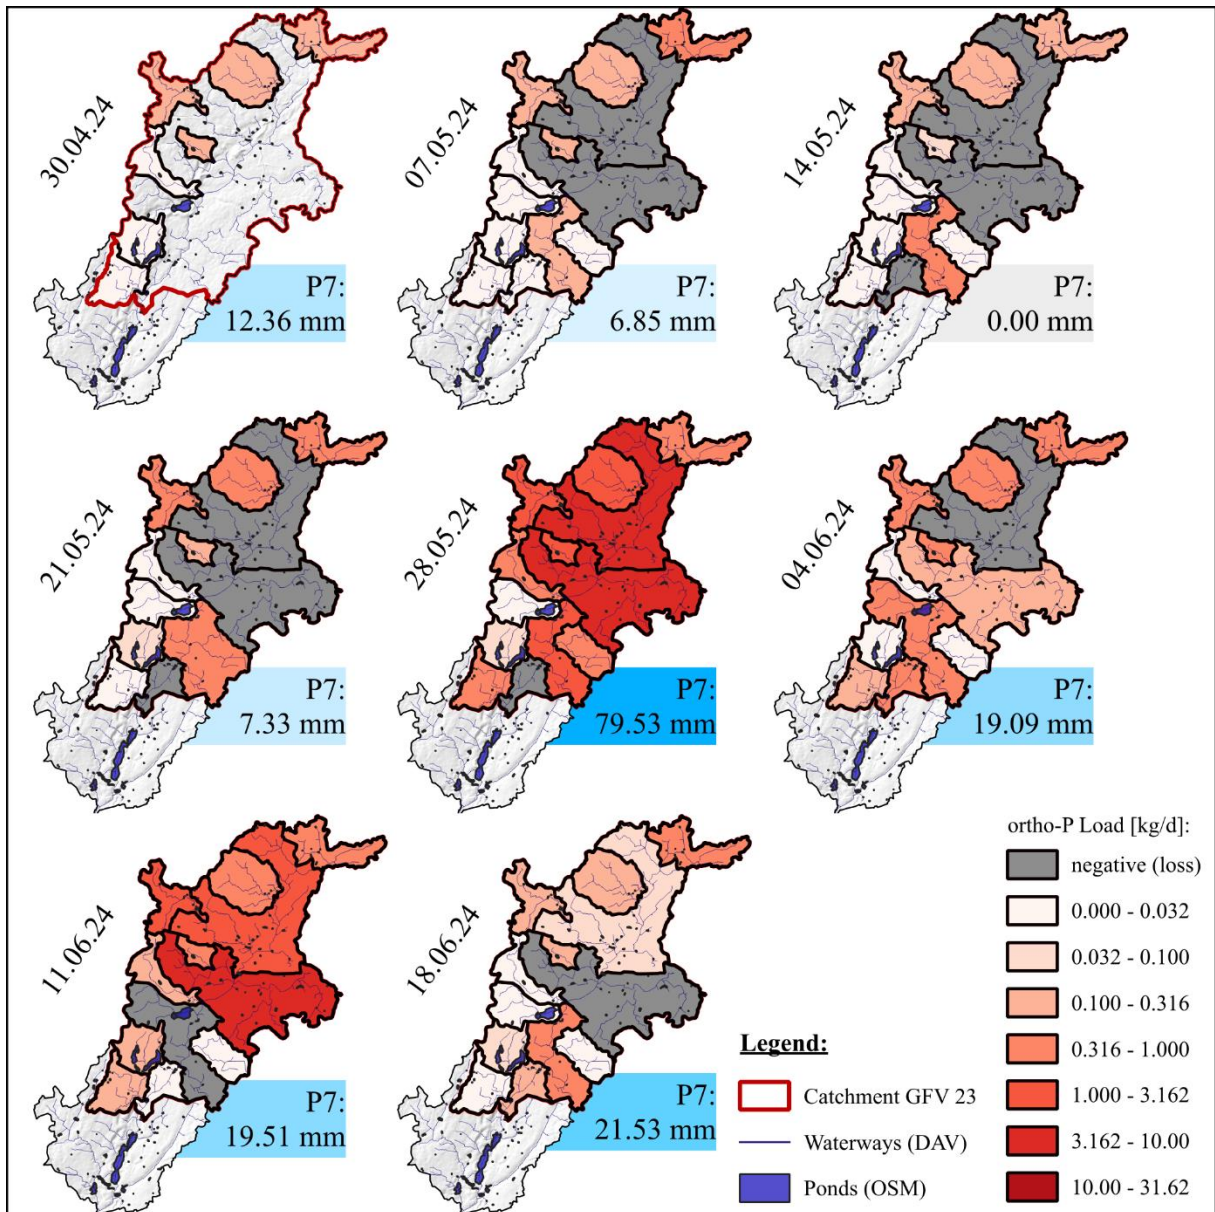 30.04.24
P7:
12.36 mm
07.05.24
P7:
6.85 mm
14.05.24
P7:
0.00 mm
21.05.24
P7:
7.33 mm
28.05.24
P7:
79.53 mm
04.06.24
P7:
19.09 mm
11.06.24
P7:
19.51 mm
18.06.24
P7:
21.53 mm
Legend:
Catchment GFV 23
Waterways (DAV)
Ponds (OSM)
ortho-P Load [kg/d]:
negative (loss)
0.000 - 0.032
0.032 - 0.100
0.100 - 0.316
0.316 - 1.000
1.000 - 3.162
3.162 - 10.00
10.00 - 31.62